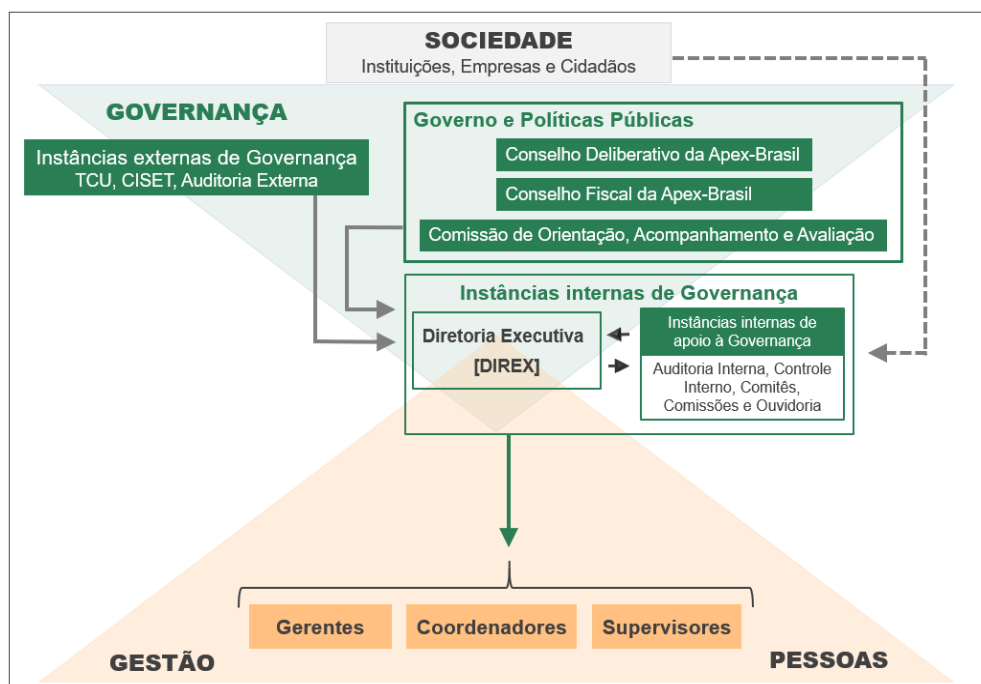 SOCIEDADE
Instituições, Empresas e Cidadãos
GOVERNANÇA
Instâncias externas de Governança
TCU, CISET, Auditoria Externa
Governo e Políticas Públicas
Conselho Deliberativo da Apex-Brasil
Conselho Fiscal da Apex-Brasil
Comissão de Orientação, Acompanhamento e Avaliação
Instâncias internas de Governança
Diretoria Executiva
[DIREX]
Instâncias internas de
apoio à Governança
Auditoria Interna, Controle
Interno, Comitês,
Comissões e Ouvidoria
Gerentes
Coordenadores
Supervisores
GESTÃO
PESSOAS